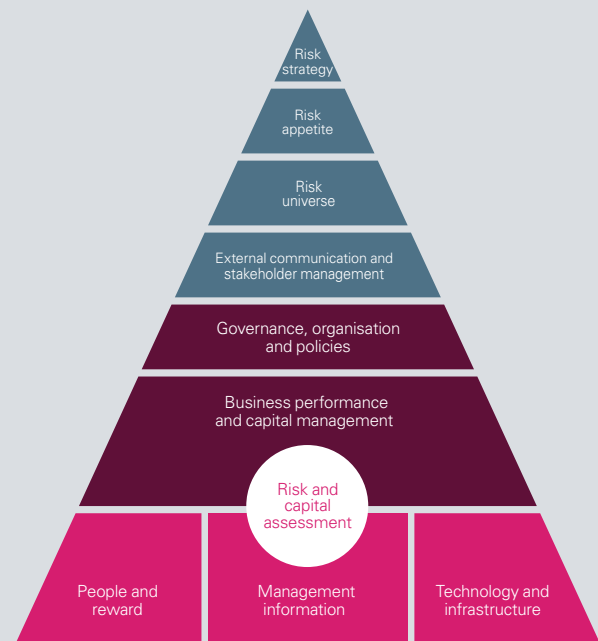 Risk
strategy
Risk
appetite
Risk
universe
External communication and
stakeholder management
Governance, organisation
and policies
Business performance
and capital management
Risk and
capital
assessment
People and
reward
Management
information
Technology and
infrastructure